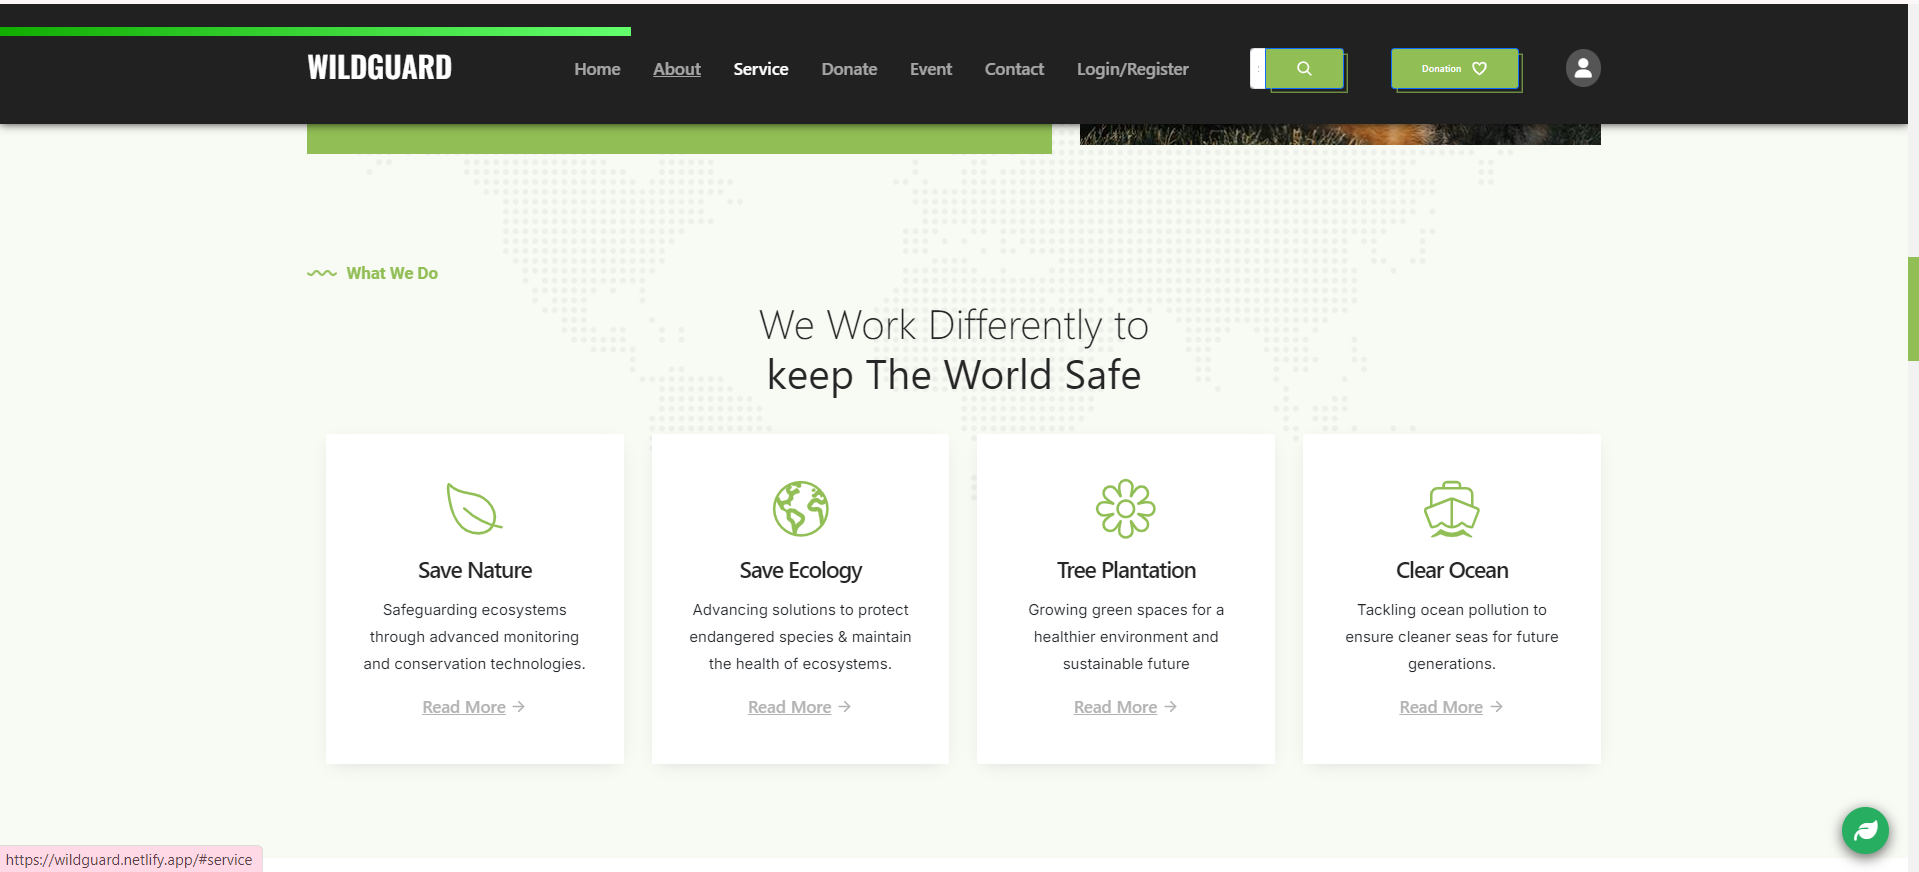 WILDGUARD
Home About Service Donate Event Contact Login/Register
Donation
What We Do
We Work Differently to
keep The World Safe
Save Nature
Safeguarding ecosystems
through advanced monitoring
and conservation technologies.
Read More
Save Ecology
Advancing solutions to protect
endangered species & maintain
the health of ecosystems.
Read More
Tree Plantation
Growing green spaces for a
healthier environment and
sustainable future
Read More
Clear Ocean
Tackling ocean pollution to
ensure cleaner seas for future
generations.
Read More
https://wildguard.netlify.app/#service